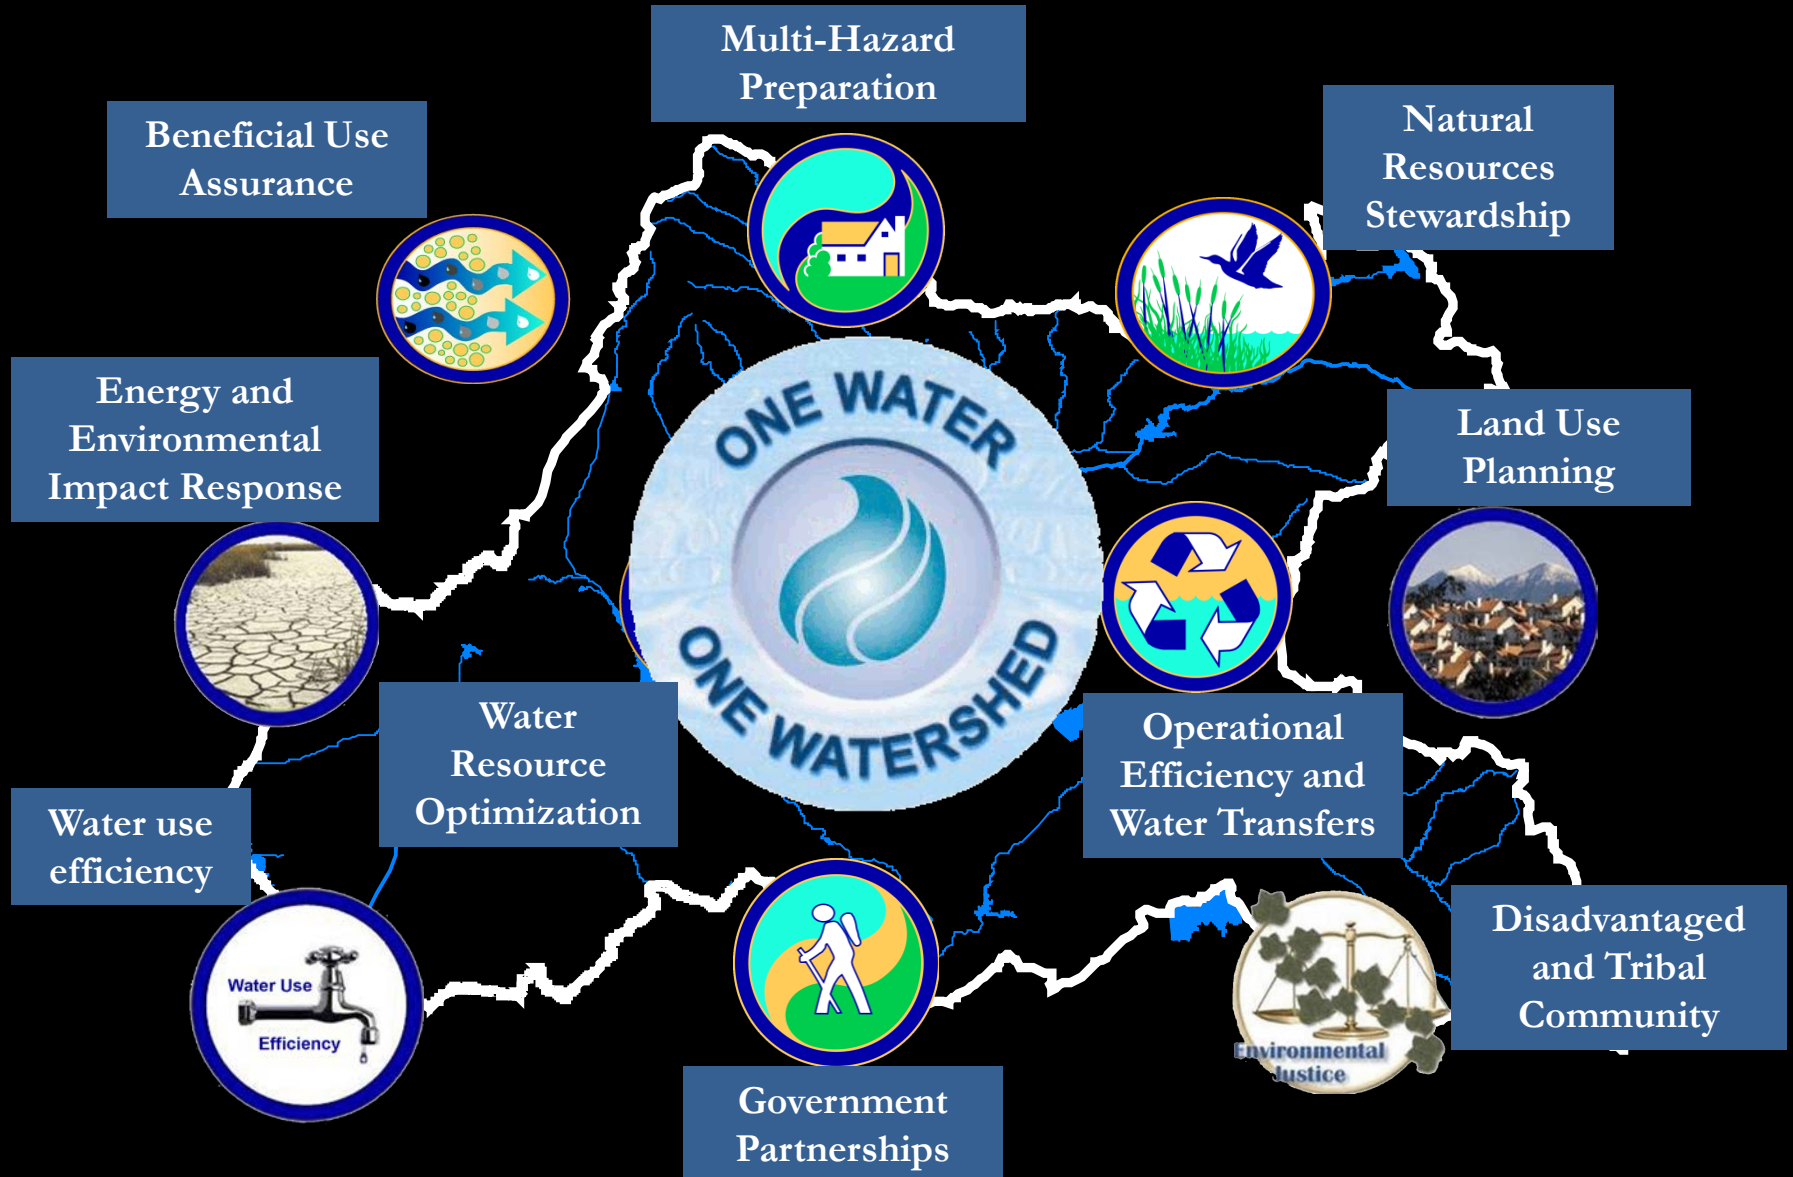 Multi-Hazard
Preparation
Beneficial Use
Assurance
Natural
Resources
Stewardship
Energy and
Environmental
Impact Response
ONE WATER
ONE WATERSHED
Land Use
Planning
Water
Resource
Optimization
Operational
Efficiency and
Water Transfers
Water use
efficiency
Water Use
Efficiency
Disadvantaged
and Tribal
Community
Environmental
Justice
Government
Partnerships